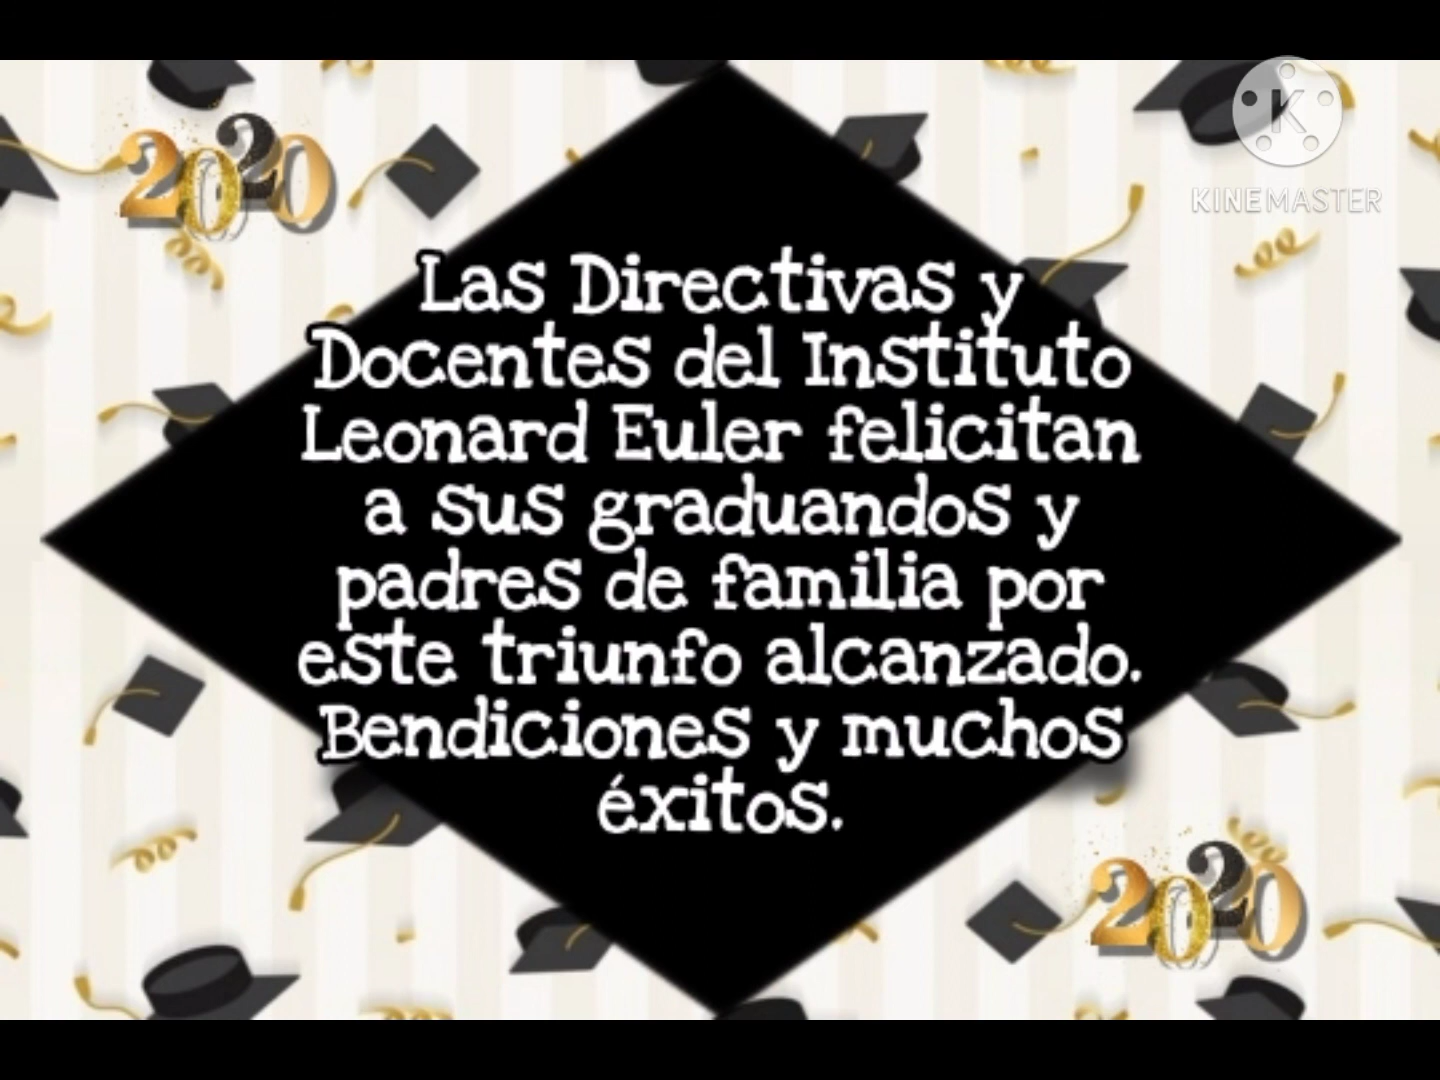 2020
K
KINEMASTER
Las Directivas y
Docentes del Instituto
Leonard Euler felicitan
a sus graduandos y
padres de familia por
este triunfo alcanzado.
Bendiciones y muchos
éxitos.
2020